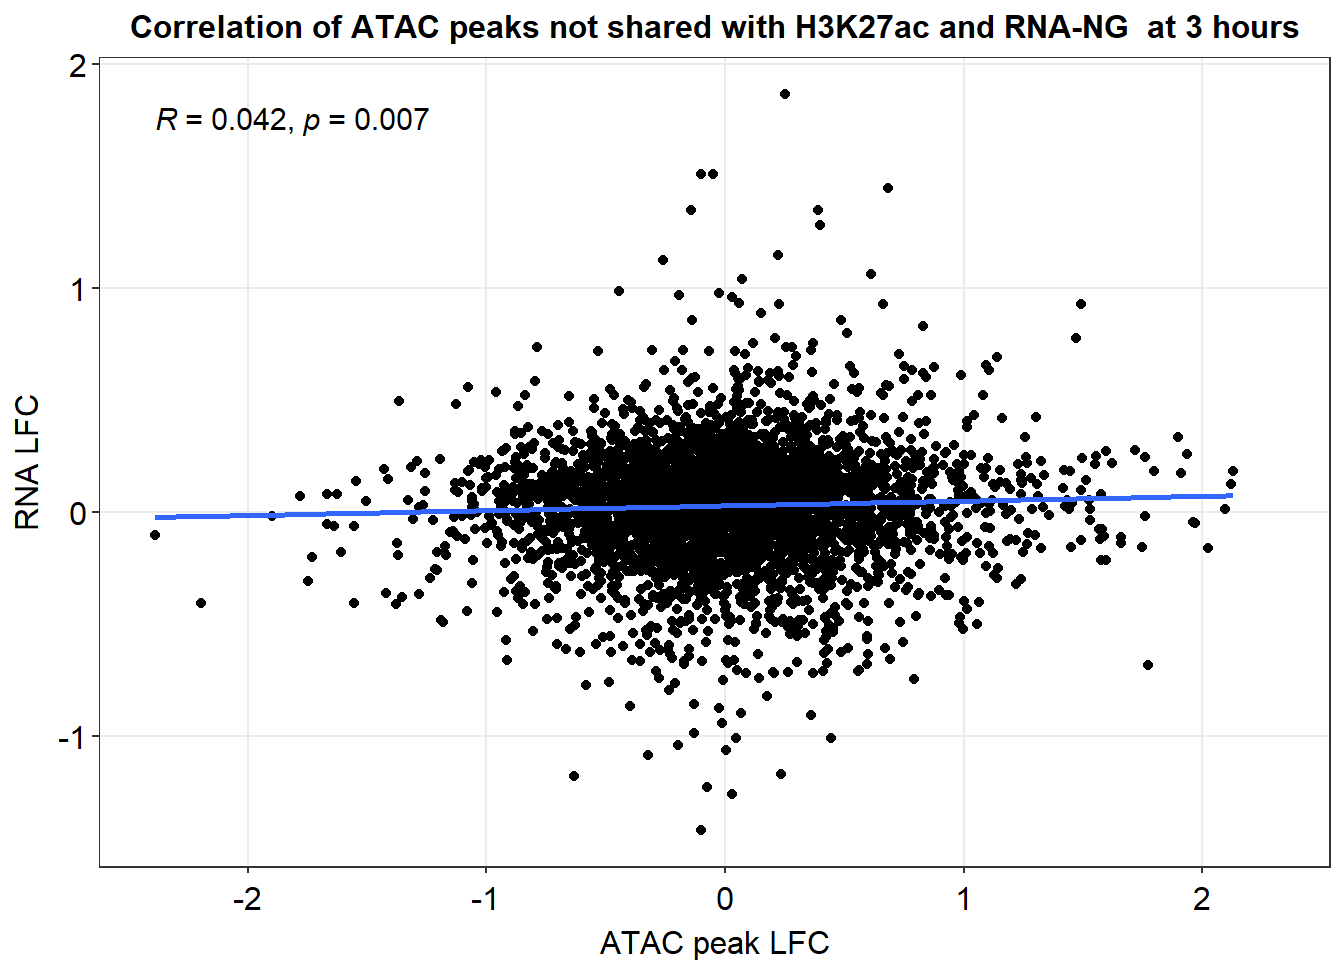 Correlation of ATAC peaks not shared with H3K27ac and RNA-NG  at 3 hours
R = 0.042, p = 0.007
2
1
0
-1
RNA LFC
-2
-1
0
1
2
ATAC peak LFC